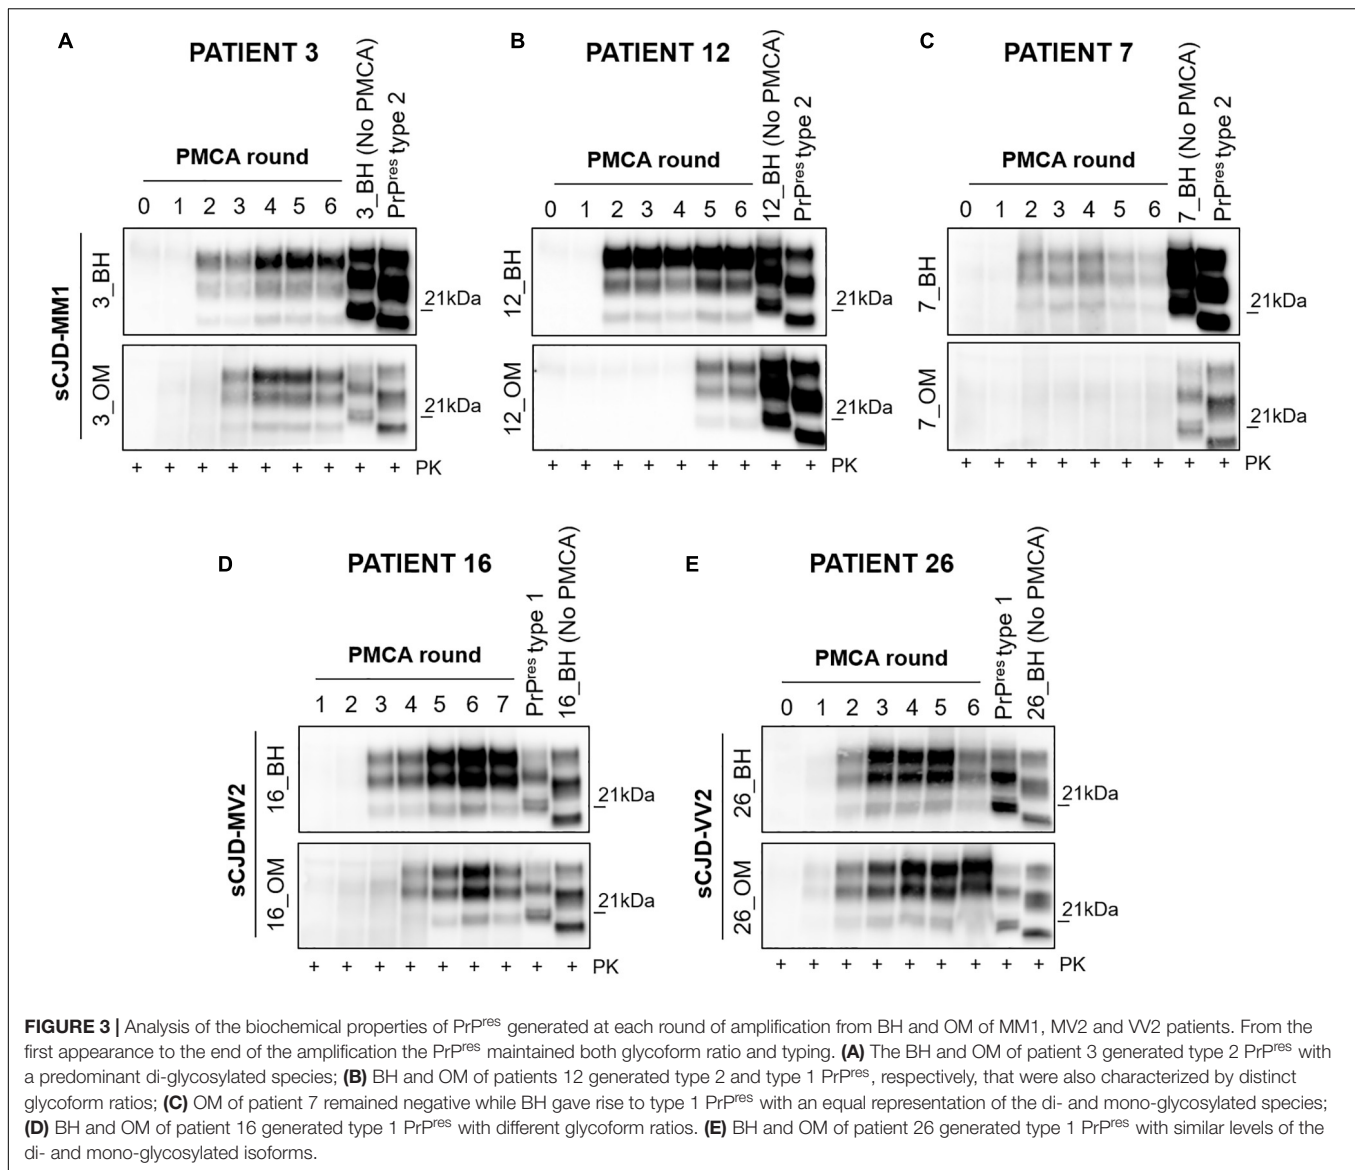 A
PATIENT 3
3_BH (No PMCA)
PrPres type 2
PMCA round
0 1 2 3 4 5 6
sCJD-MM1
3_BH
21kDa
3_OM
21kDa
+ + + + + + + + + PK
B
PATIENT 12
12_BH (No PMCA)
PrPres type 2
PMCA round
0 1 2 3 4 5 6
12_BH
21kDa
12_OM
21kDa
+ + + + + + + + + PK
C
PATIENT 7
7_BH (No PMCA)
PrPres type 2
PMCA round
0 1 2 3 4 5 6
7_BH
21kDa
7_OM
21kDa
+ + + + + + + + + PK
D
PATIENT 16
PrPres type 1
16_BH (No PMCA)
PMCA round
1 2 3 4 5 6 7
sCJD-MV2
16_BH
21kDa
16_OM
21kDa
+ + + + + + + + + PK
E
PATIENT 26
PrPres type 1
26_BH (No PMCA)
PMCA round
0 1 2 3 4 5 6
sCJD-VV2
26_BH
21kDa
26_OM
21kDa
+ + + + + + + + + PK
FIGURE 3 | Analysis of the biochemical properties of PrPres generated at each round of amplification from BH and OM of MM1, MV2 and VV2 patients. From the
first appearance to the end of the amplification the PrPres maintained both glycoform ratio and typing. (A) The BH and OM of patient 3 generated type 2 PrPres with
a predominant di-glycosylated species; (B) BH and OM of patients 12 generated type 2 and type 1 PrPres, respectively, that were also characterized by distinct
glycoform ratios; (C) OM of patient 7 remained negative while BH gave rise to type 1 PrPres with an equal representation of the di- and mono-glycosylated species;
(D) BH and OM of patient 16 generated type 1 PrPres with different glycoform ratios. (E) BH and OM of patient 26 generated type 1 PrPres with similar levels of the
di- and mono-glycosylated isoforms.